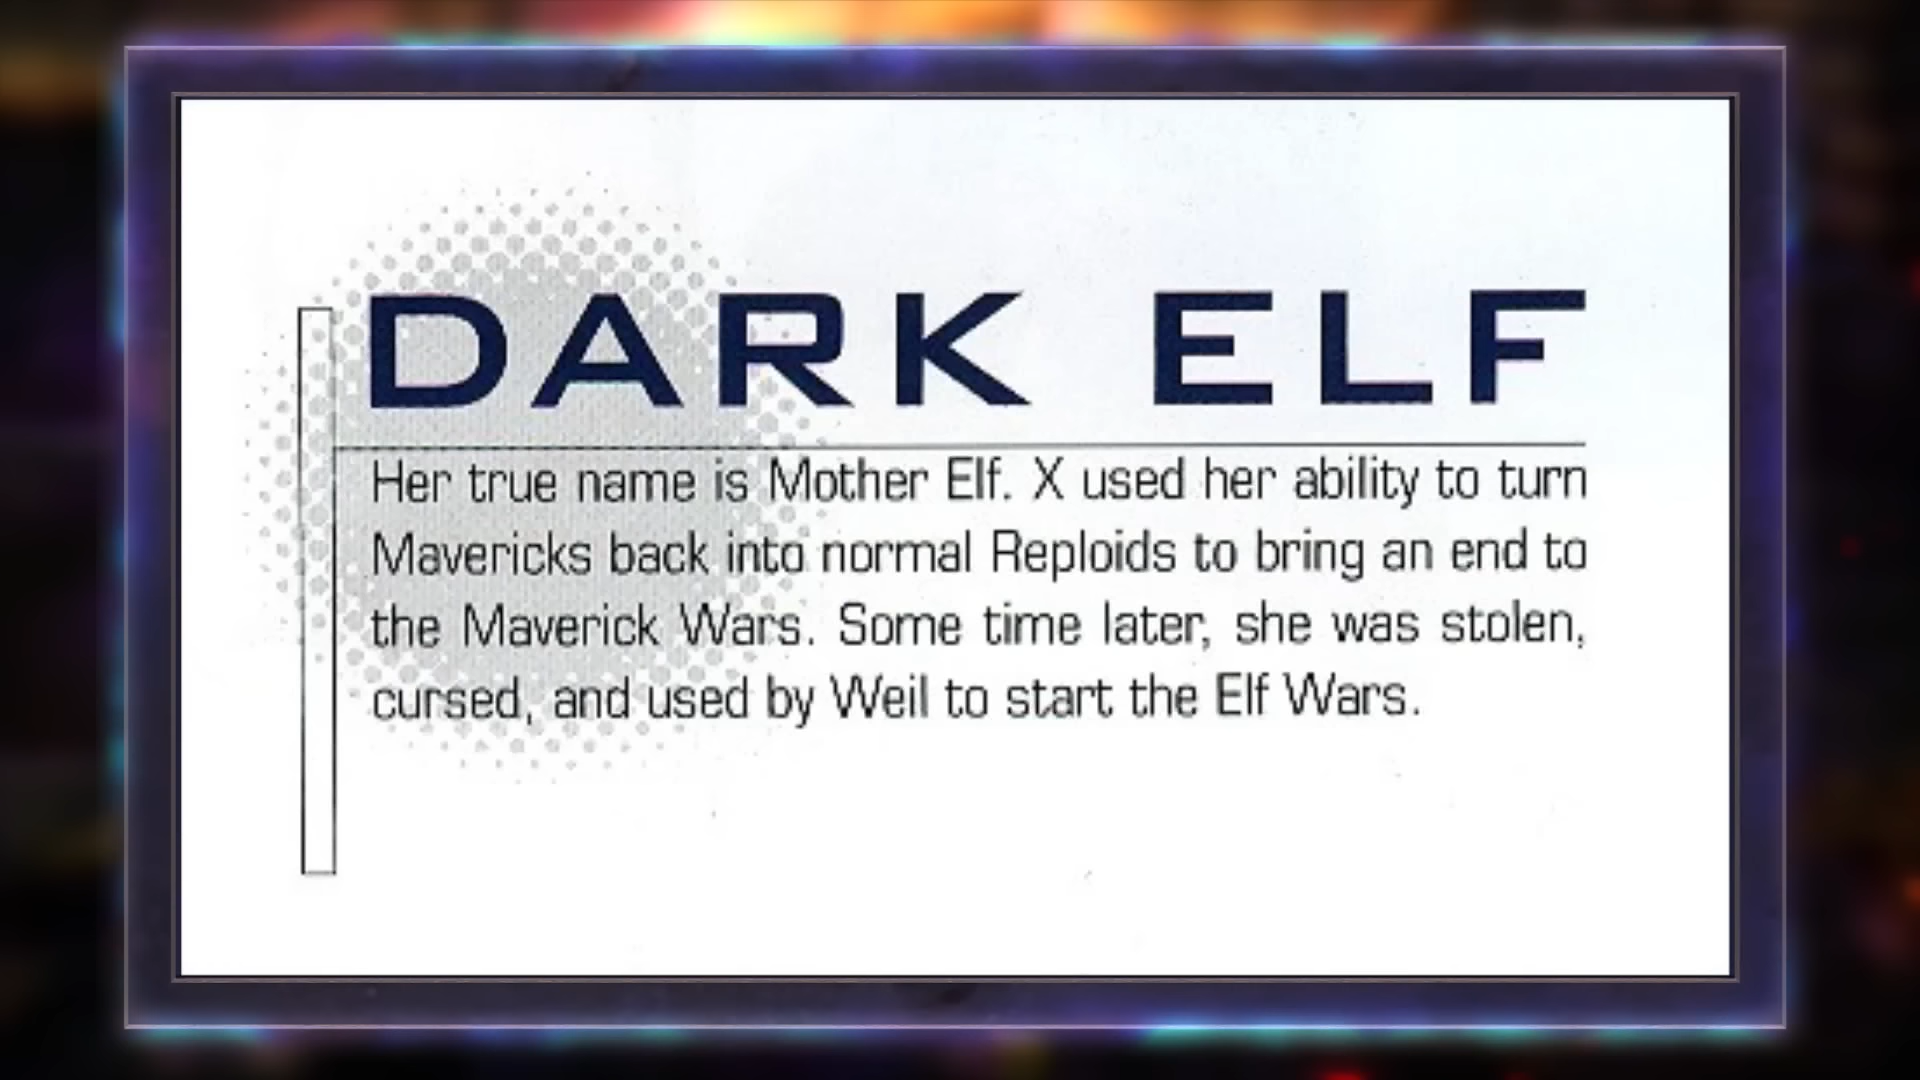 DARK ELF
Her true name is Mother Elf. X used her ability to turn
Mavericks back into normal Reploids to bring an end to
the Maverick Wars. Some time later, she was stolen,
cursed, and used by Weil to start the Elf Wars.